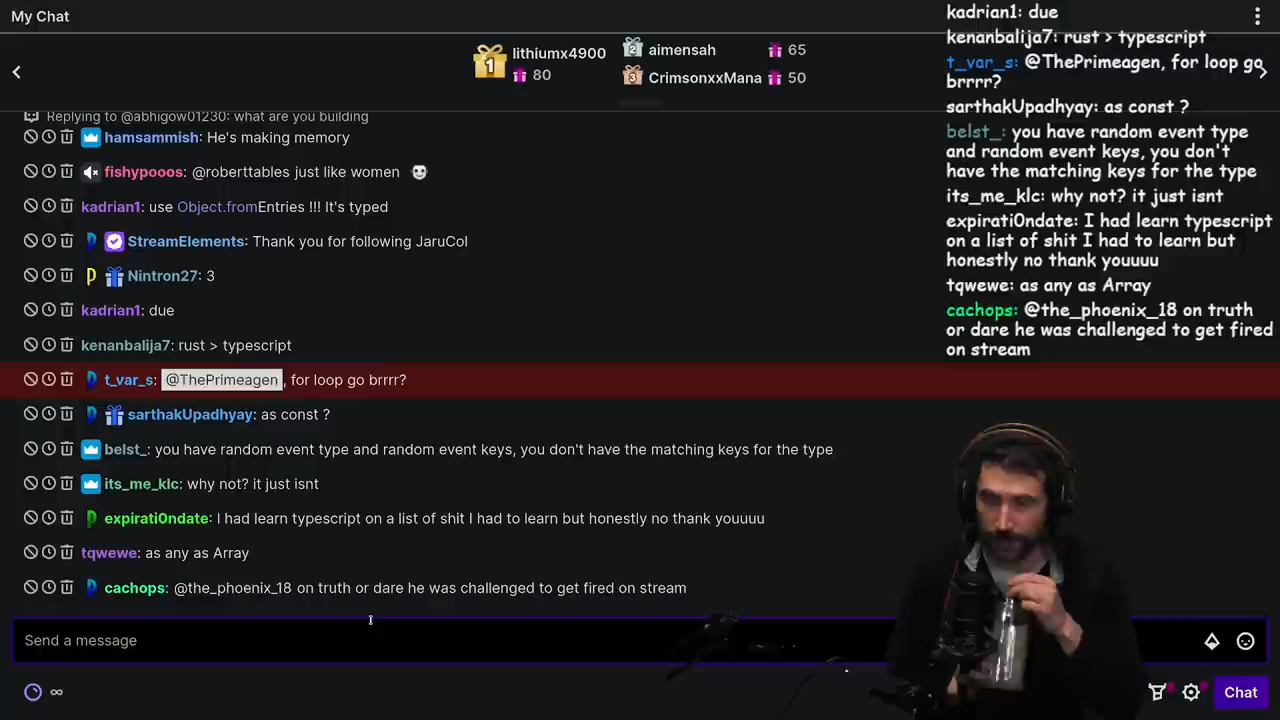 My Chat
lithiumx4900
80
aimensah 65
CrimsonxxMana 50
Replying to @abhigow01230: what are you building
hamsammish: He's making memory
fishypooos: @roberttables just like women
kadrian1: use Object.fromEntries !!! It's typed
StreamElements: Thank you for following JaruCol
Nintron27: 3
kadrian1: due
kenanbalija7: rust > typescript
t_var_s: @ThePrimeagen, for loop go brrrr?
sarthakUpadhyay: as const ?
belst_: you have random event type and random event keys, you don't have the matching keys for the type
its_me_klc: why not? it just isnt
expirati0ndate: I had learn typescript on a list of shit I had to learn but honestly no thank youuuu
tqwewe: as any as Array
cachops: @the_phoenix_18 on truth or dare he was challenged to get fired on stream
Send a message
Chat
kadrian1: due
kenanbalija7: rust > typescript
t_var_s: @ThePrimeagen, for loop go
brrrr?
sarthakUpadhyay: as const ?
belst_: you have random event type
and random event keys, you don't
have the matching keys for the type
its_me_klc: why not? it just isnt
expirati0ndate: I had learn typescript
on a list of shit I had to learn but
honestly no thank youuuu
tqwewe: as any as Array
cachops: @the_phoenix_18 on truth
or dare he was challenged to get fired
on stream